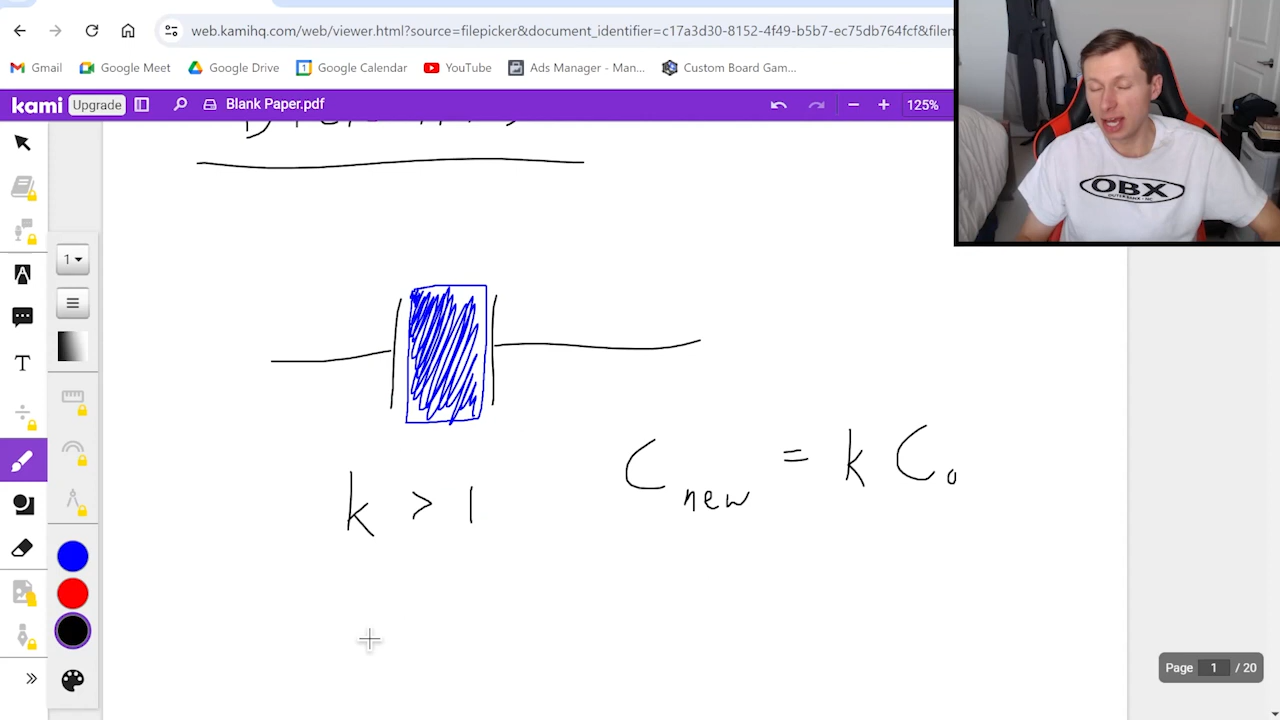 web.kamihq.com/web/viewer.html?source=filepicker&document_identifier=c17a3d30-8152-4f49-b5b7-ec75db764fcf&filen
Gmail Google Meet Google Drive Google Calendar YouTube Ads Manager - Man... Custom Board Gam...
kami Upgrade Blank Paper.pdf 125%
OBX
1
C new = k C₀
k > 1
Page 1 / 20